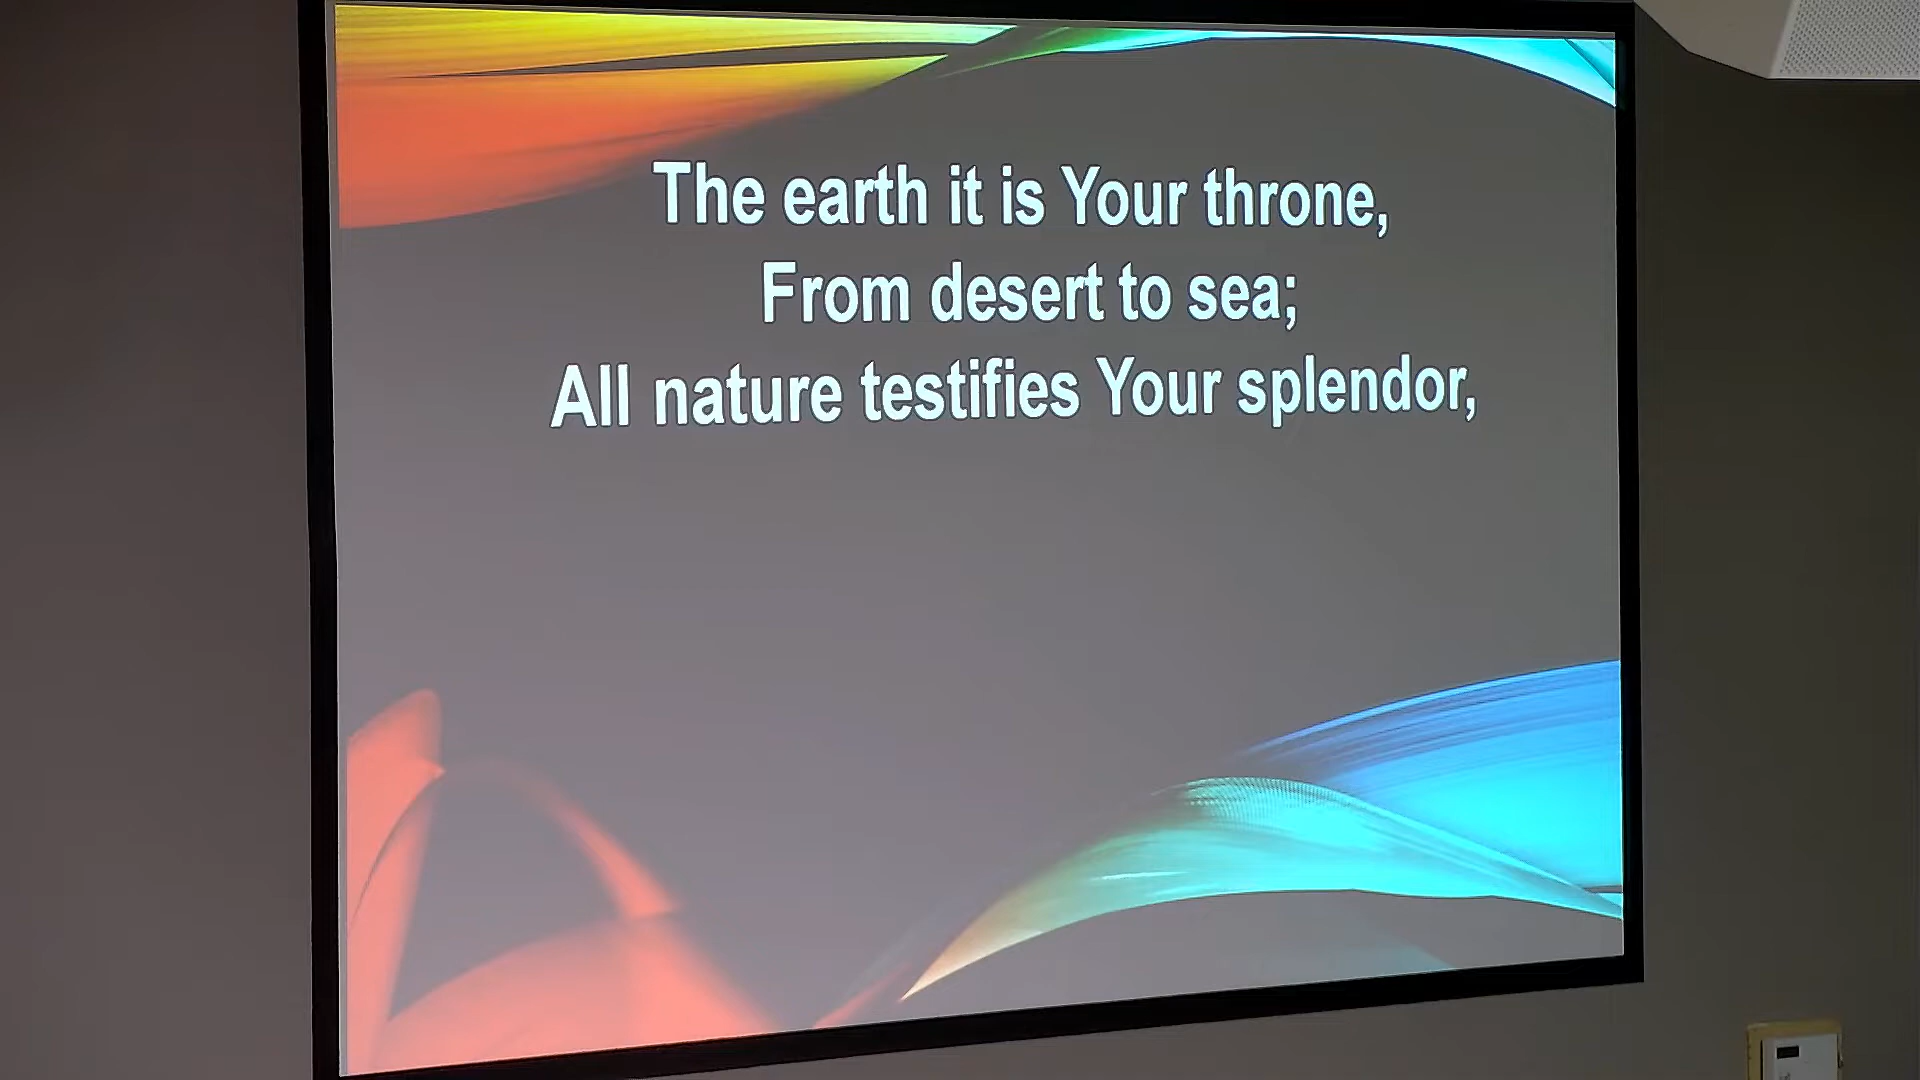 The earth it is Your throne,
From desert to sea;
All nature testifies Your splendor,